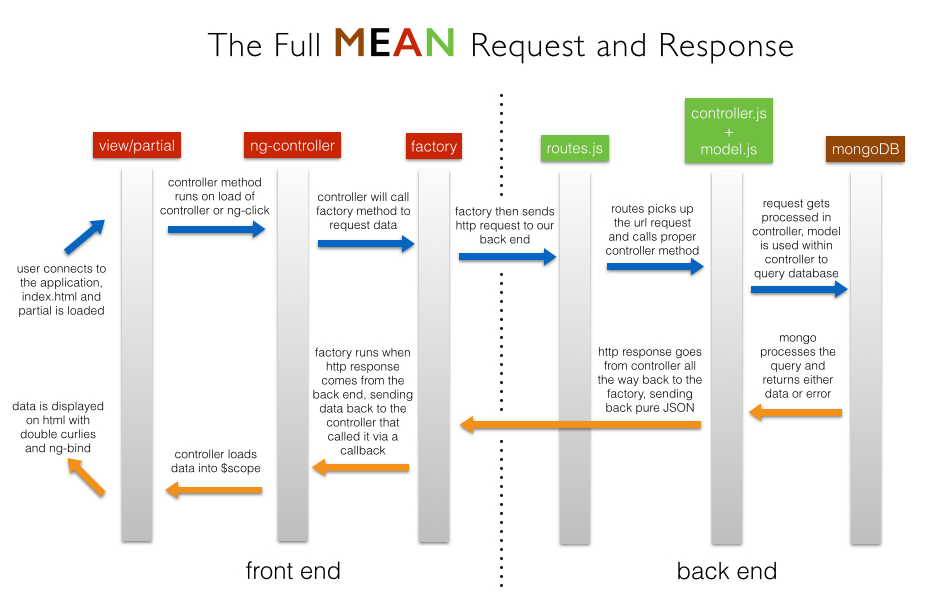 The Full MEAN Request and Response
view/partial
ng-controller
factory
routes.js
controller.js
+
model.js
mongoDB
user connects to
the application,
index.html and
partial is loaded
controller method
runs on load of
controller or ng-click
controller will call
factory method to
request data
factory then sends
http request to our
back end
routes picks up
the url request
and calls proper
controller method
request gets
processed in
controller, model
is used within
controller to
query database
mongo
processes the
query and
returns either
data or error
http response goes
from controller all
the way back to the
factory, sending
back pure JSON
factory runs when
http response
comes from the
back end, sending
data back to the
controller that
called it via a
callback
controller loads
data into $scope
data is displayed
on html with
double curlies
and ng-bind
front end
back end